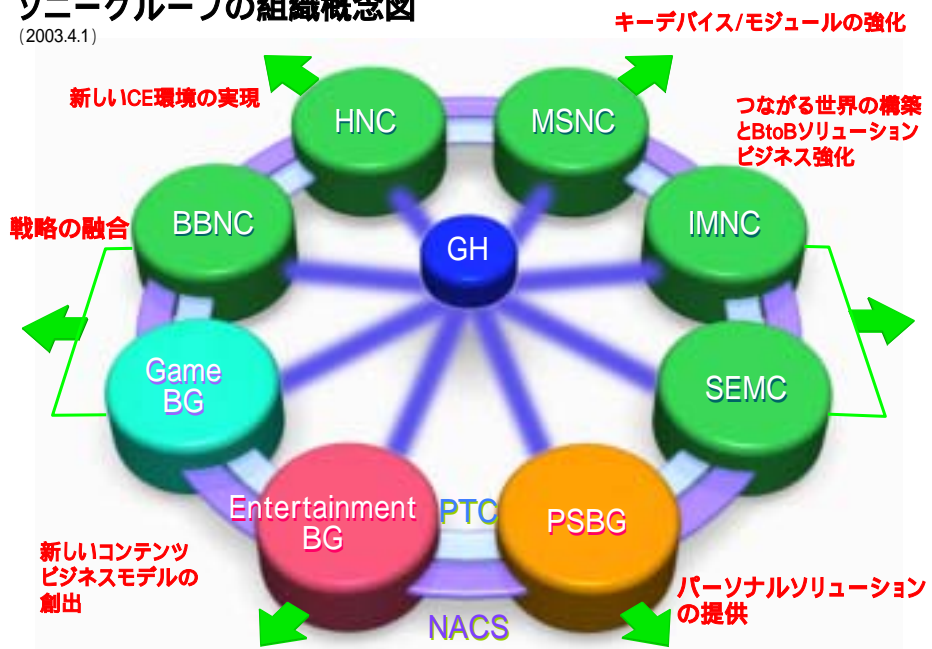 ソニーグループの組織概念図
(2003.4.1)
キーデバイス/モジュールの強化
新しいCE環境の実現
HNC
MSNC
つながる世界の構築
とBtoBソリューション
ビジネス強化
戦略の融合
BBNC
IMNC
GH
Game
BG
SEMC
Entertainment
BG
PTC
PSBG
新しいコンテンツ
ビジネスモデルの
創出
パーソナルソリューション
の提供
NACS